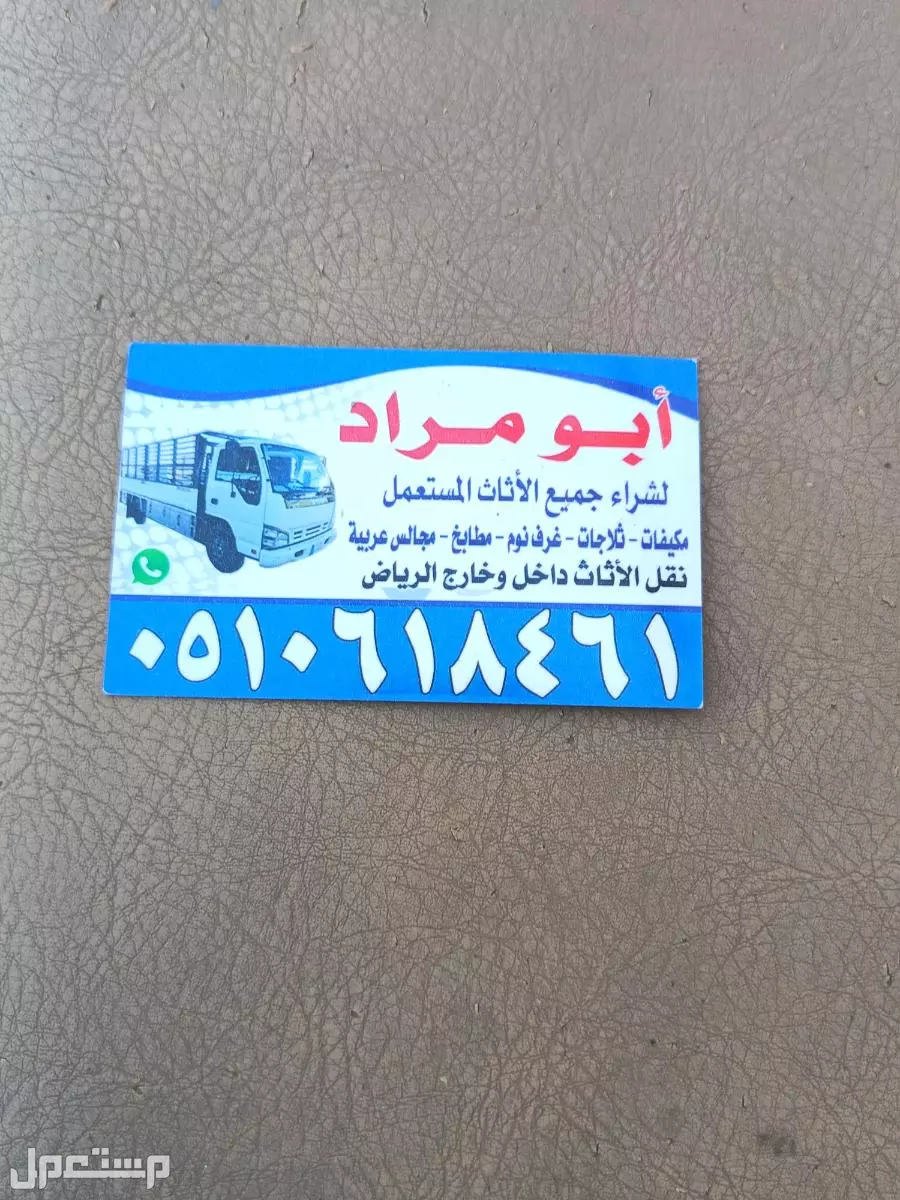 أبو مراد
لشراء جميع الأثاث المستعمل
مكيفات - ثلاجات - غرف نوم - مطابخ - مجالس عربية
نقل الأثاث داخل وخارج الرياض
٠٥١٠٦١٨٤٦١
مستعمل